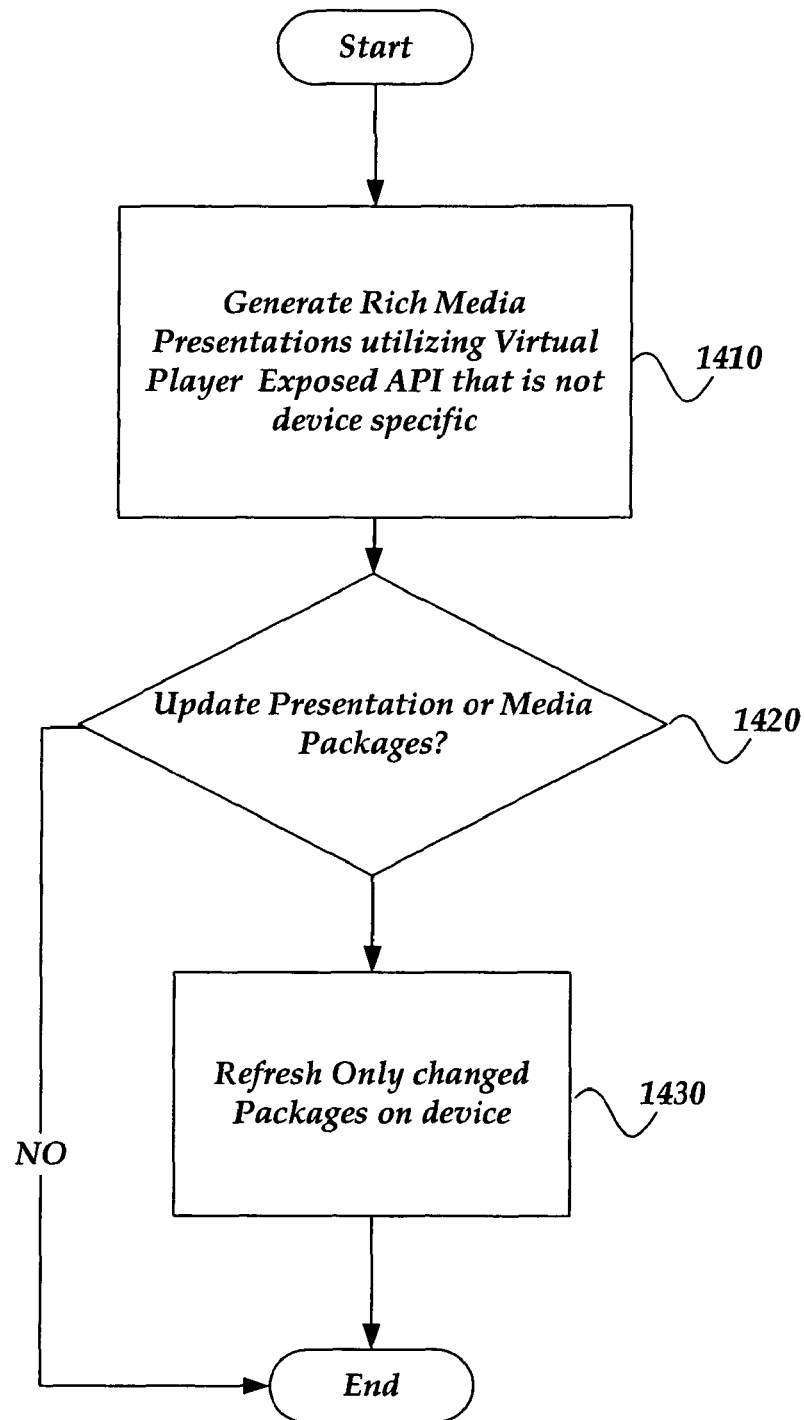 Start
Generate Rich Media
Presentations utilizing Virtual
Player Exposed API that is not
device specific
1410
Update Presentation or Media
Packages?
1420
Refresh Only changed
Packages on device
1430
NO
End